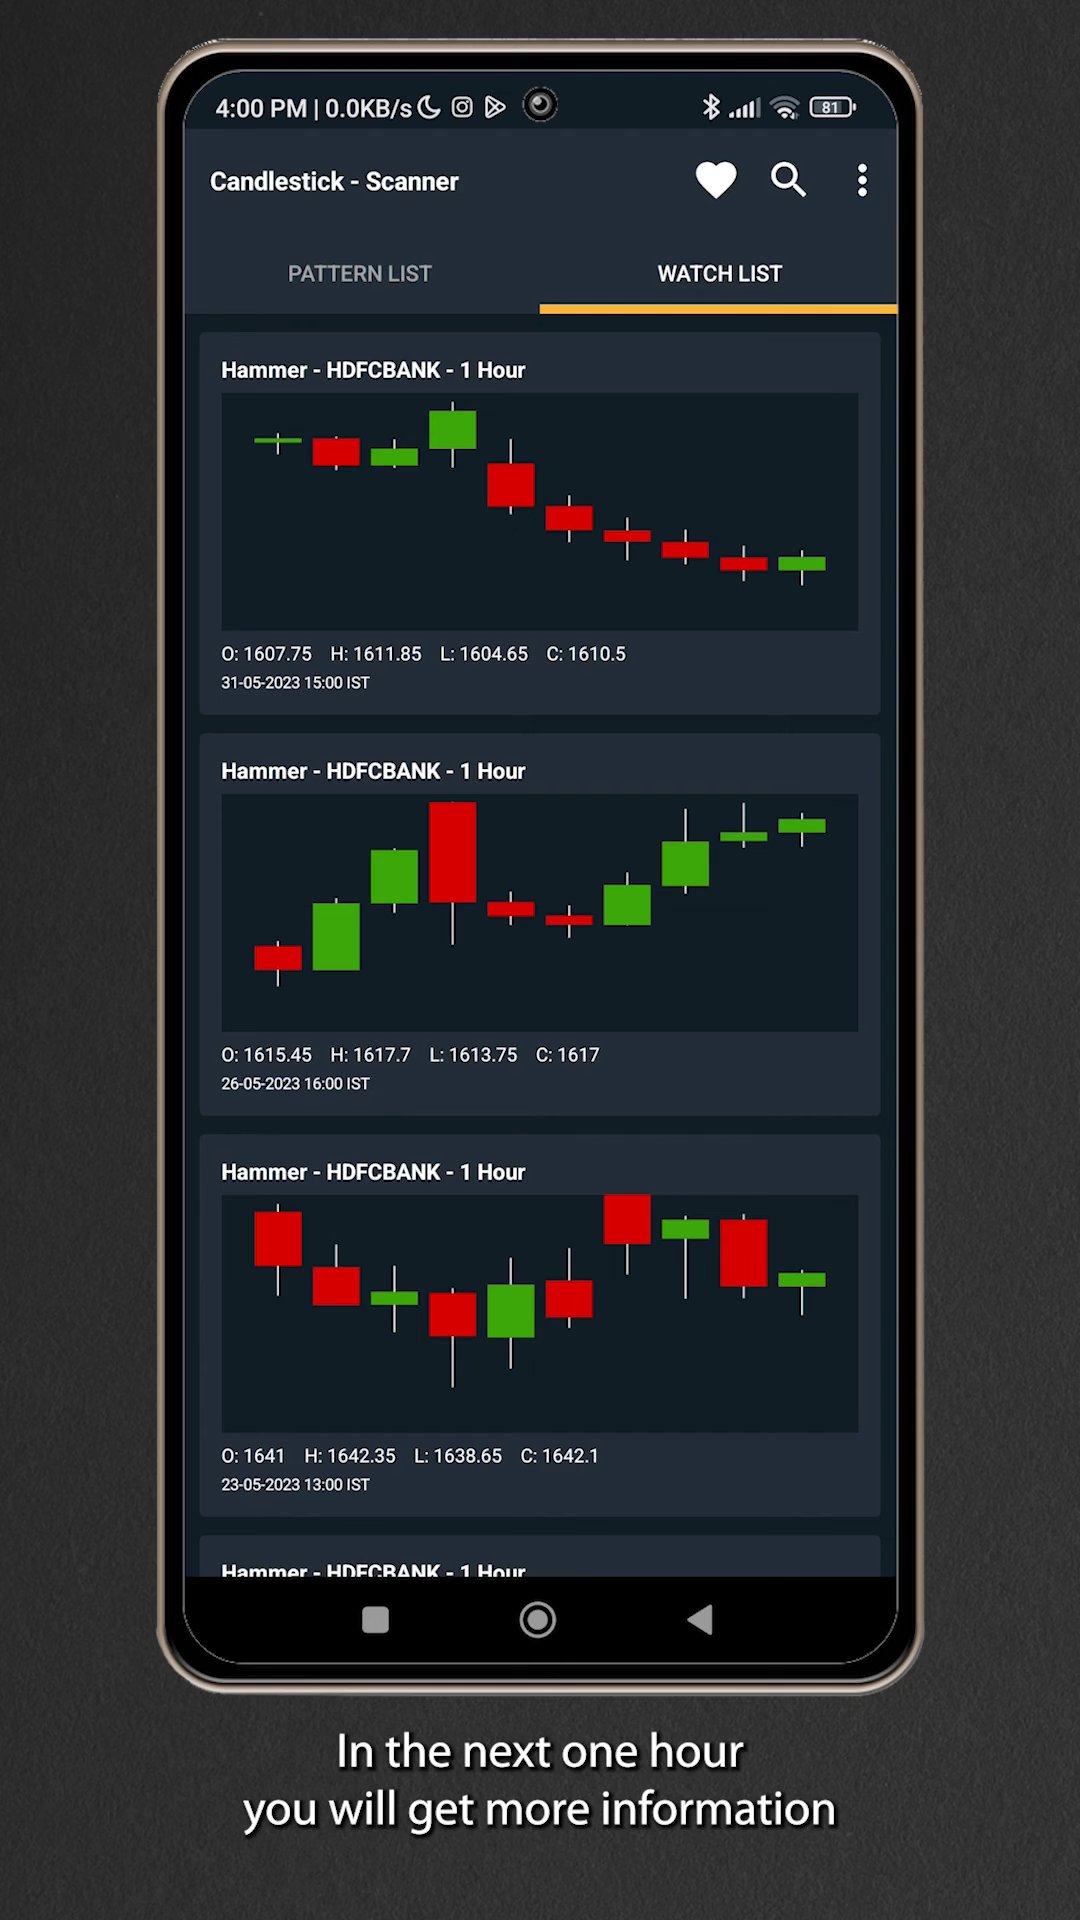 4:00 PM | 0.0KB/s
81
Candlestick - Scanner
PATTERN LIST
WATCH LIST
Hammer - HDFCBANK - 1 Hour
O: 1607.75 H: 1611.85 L: 1604.65 C: 1610.5
31-05-2023 15:00 IST
Hammer - HDFCBANK - 1 Hour
O: 1615.45 H: 1617.7 L: 1613.75 C: 1617
26-05-2023 16:00 IST
Hammer - HDFCBANK - 1 Hour
O: 1641 H: 1642.35 L: 1638.65 C: 1642.1
23-05-2023 13:00 IST
Hammer - HDFCBANK - 1 Hour
In the next one hour
you will get more information